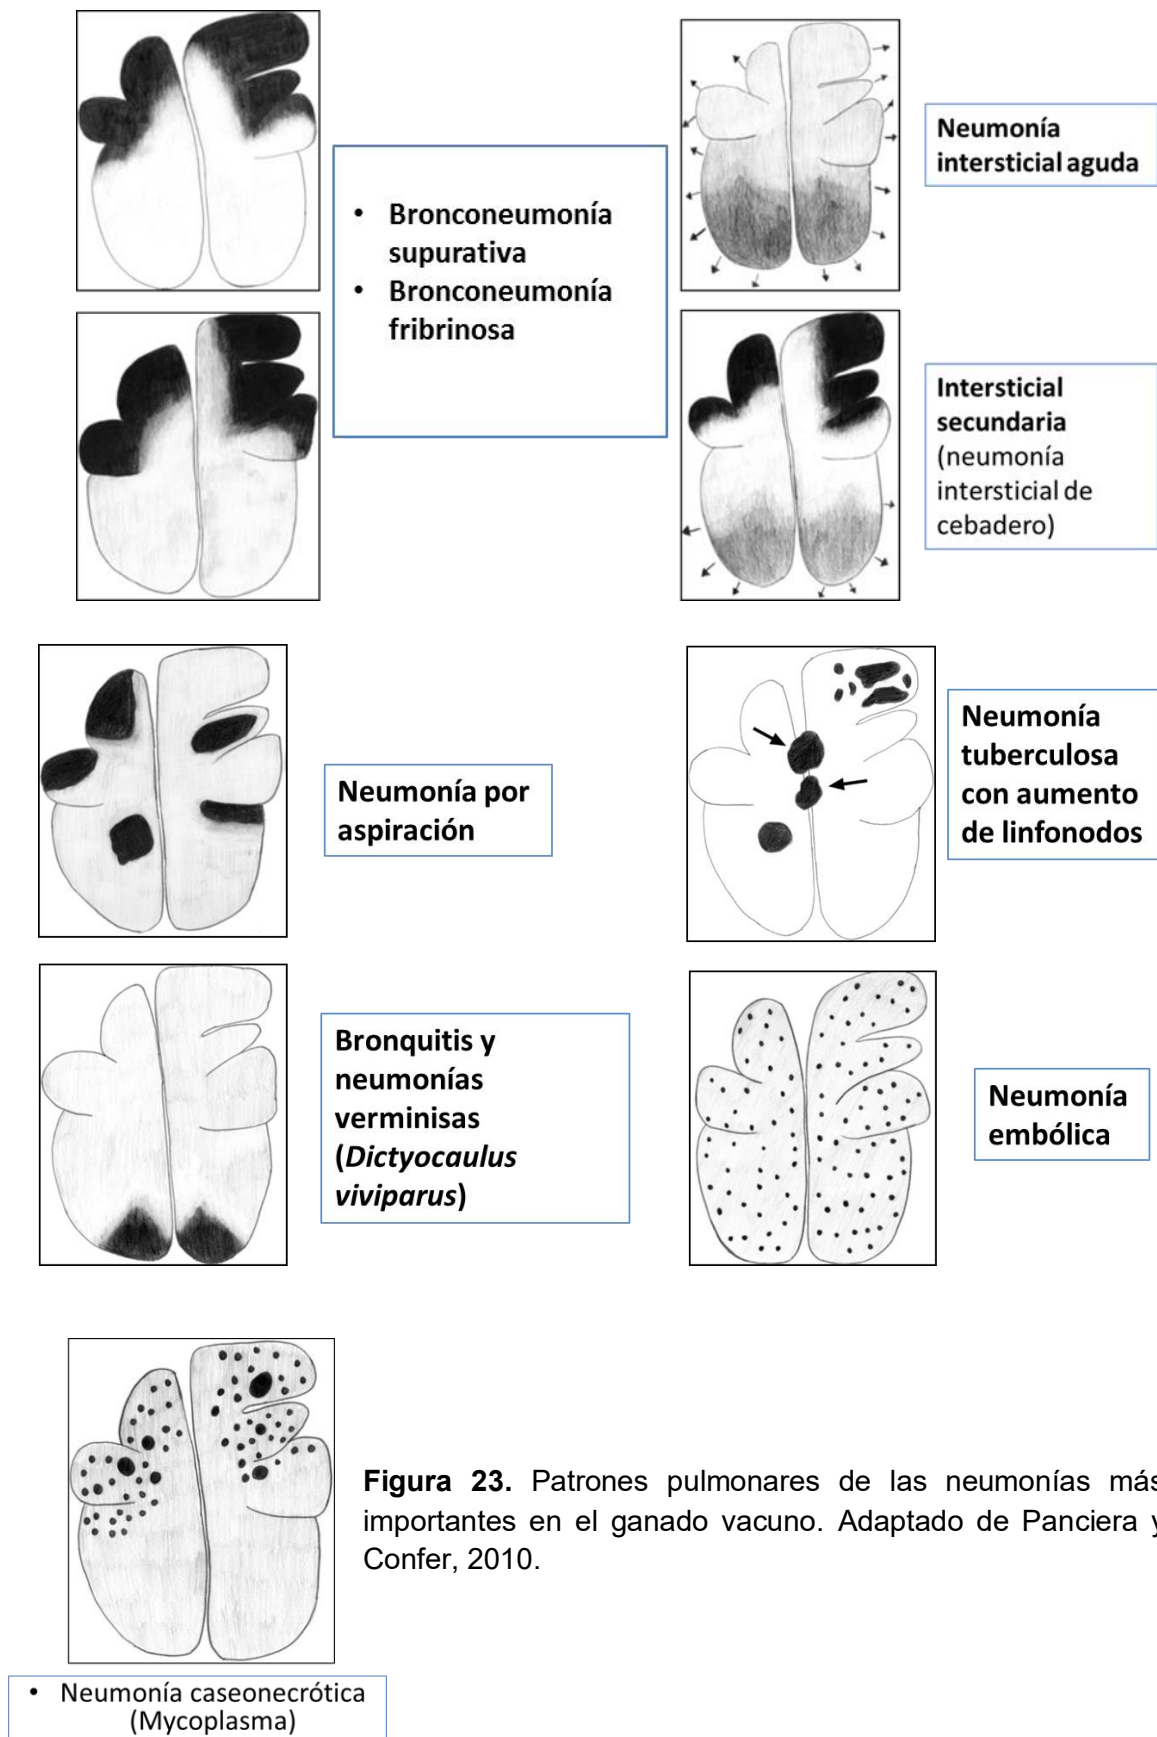 • Bronconeumonía
supurativa
• Bronconeumonía
fribrinosa
Neumonía
intersticial aguda
Intersticial
secundaria
(neumonía
intersticial de
cebadero)
Neumonía por
aspiración
Neumonía
tuberculosa
con aumento
de linfonodos
Bronquitis y
neumonías
verminisas
(Dictyocaulus
viviparus)
Neumonía
embólica
Figura 23. Patrones pulmonares de las neumonías más
importantes en el ganado vacuno. Adaptado de Panciera y
Confer, 2010.
• Neumonía caseonecrótica
(Mycoplasma)